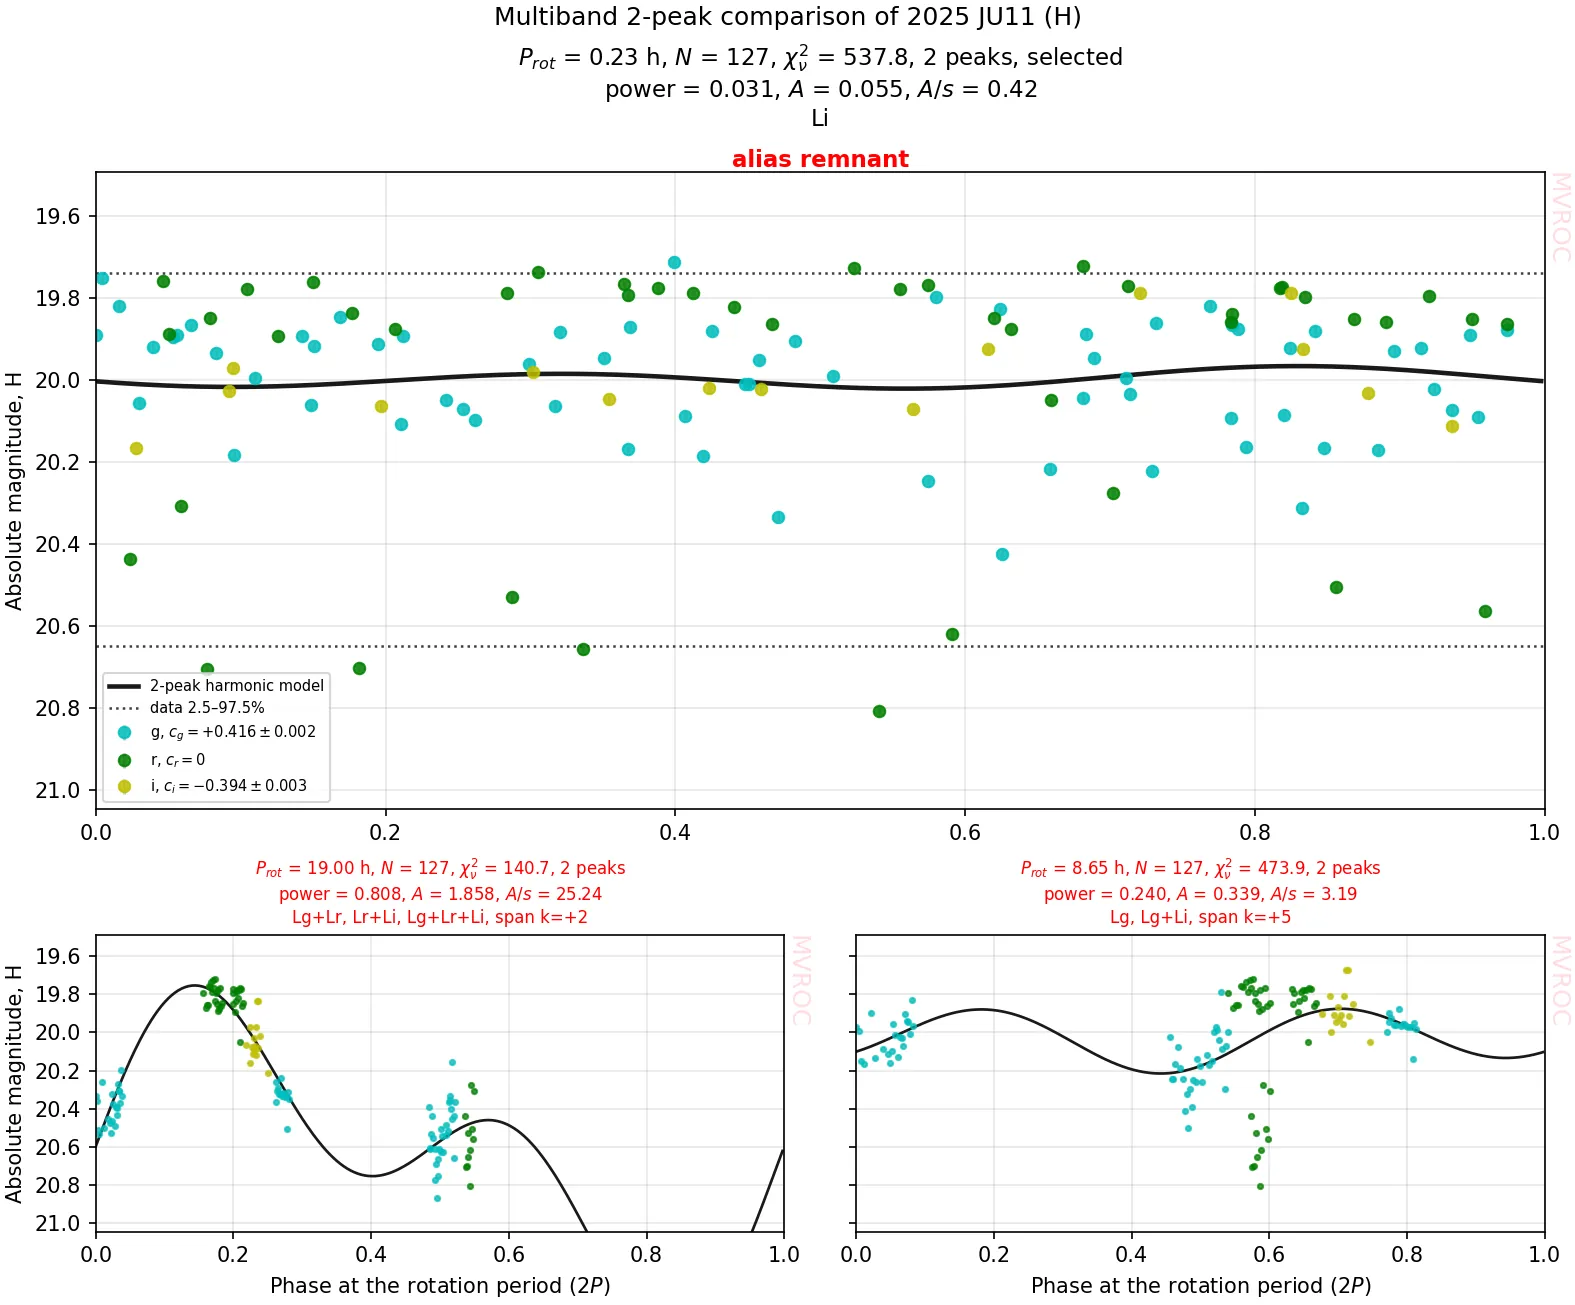 Multiband 2-peak comparison of 2025 JU11 (H)
P_rot = 0.23 h, N = 127, χ²_ν = 537.8, 2 peaks, selected
power = 0.031, A = 0.055, A/s = 0.42
Li
alias remnant
MVROC
Absolute magnitude, H
19.6
19.8
20.0
20.2
20.4
20.6
20.8
21.0
2-peak harmonic model
data 2.5–97.5%
g, c_g = +0.416 ± 0.002
r, c_r = 0
i, c_i = −0.394 ± 0.003
0.0 0.2 0.4 0.6 0.8 1.0
P_rot = 19.00 h, N = 127, χ²_ν = 140.7, 2 peaks
power = 0.808, A = 1.858, A/s = 25.24
Lg+Lr, Lr+Li, Lg+Lr+Li, span k=+2
MVROC
Absolute magnitude, H
19.6
19.8
20.0
20.2
20.4
20.6
20.8
21.0
0.0 0.2 0.4 0.6 0.8 1.0
Phase at the rotation period (2P)
P_rot = 8.65 h, N = 127, χ²_ν = 473.9, 2 peaks
power = 0.240, A = 0.339, A/s = 3.19
Lg, Lg+Li, span k=+5
MVROC
0.0 0.2 0.4 0.6 0.8 1.0
Phase at the rotation period (2P)